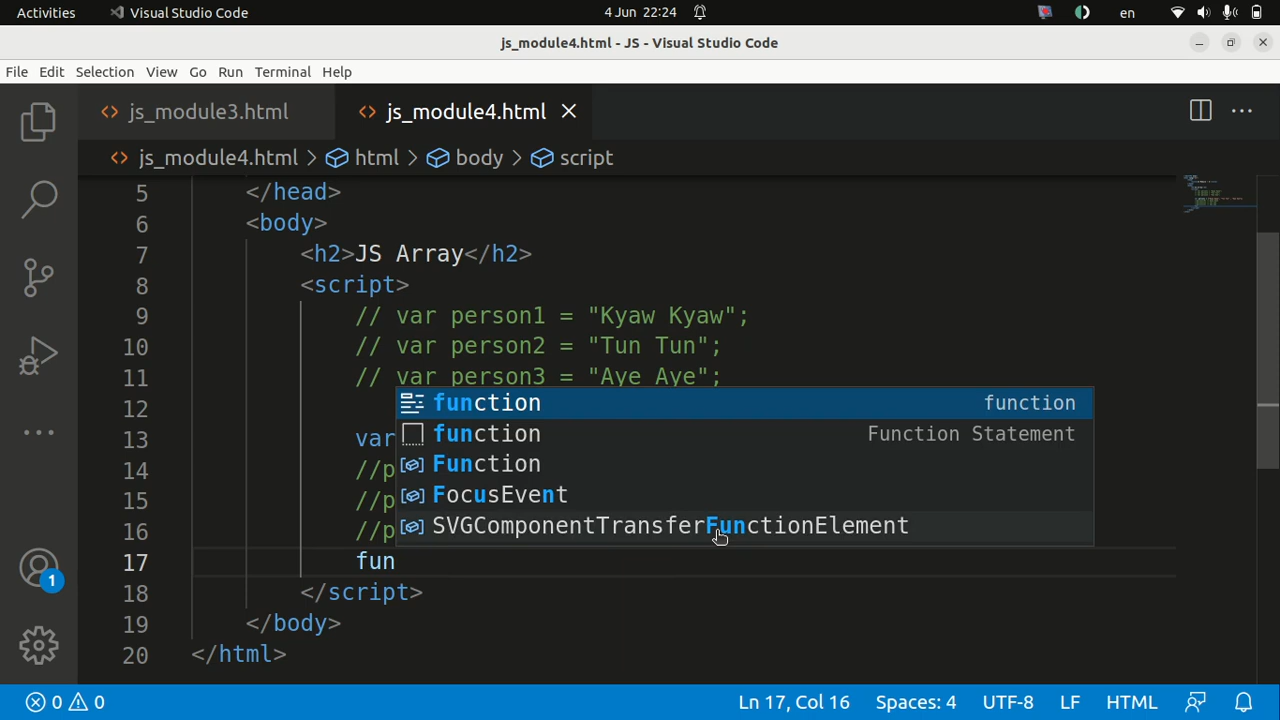 Activities Visual Studio Code 4 Jun 22:24 en
js_module4.html - JS - Visual Studio Code
File Edit Selection View Go Run Terminal Help
js_module3.html js_module4.html
js_module4.html > html > body > script
5 </head>
6 <body>
7 <h2>JS Array</h2>
8 <script>
9 // var person1 = "Kyaw Kyaw";
10 // var person2 = "Tun Tun";
11 // var person3 = "Aye Aye";
12 function function
13 var function Function Statement
14 //p Function
15 //p FocusEvent
16 //p SVGComponentTransferFunctionElement
17 fun
18 </script>
1
19 </body>
20 </html>
0 0 Ln 17, Col 16 Spaces: 4 UTF-8 LF HTML